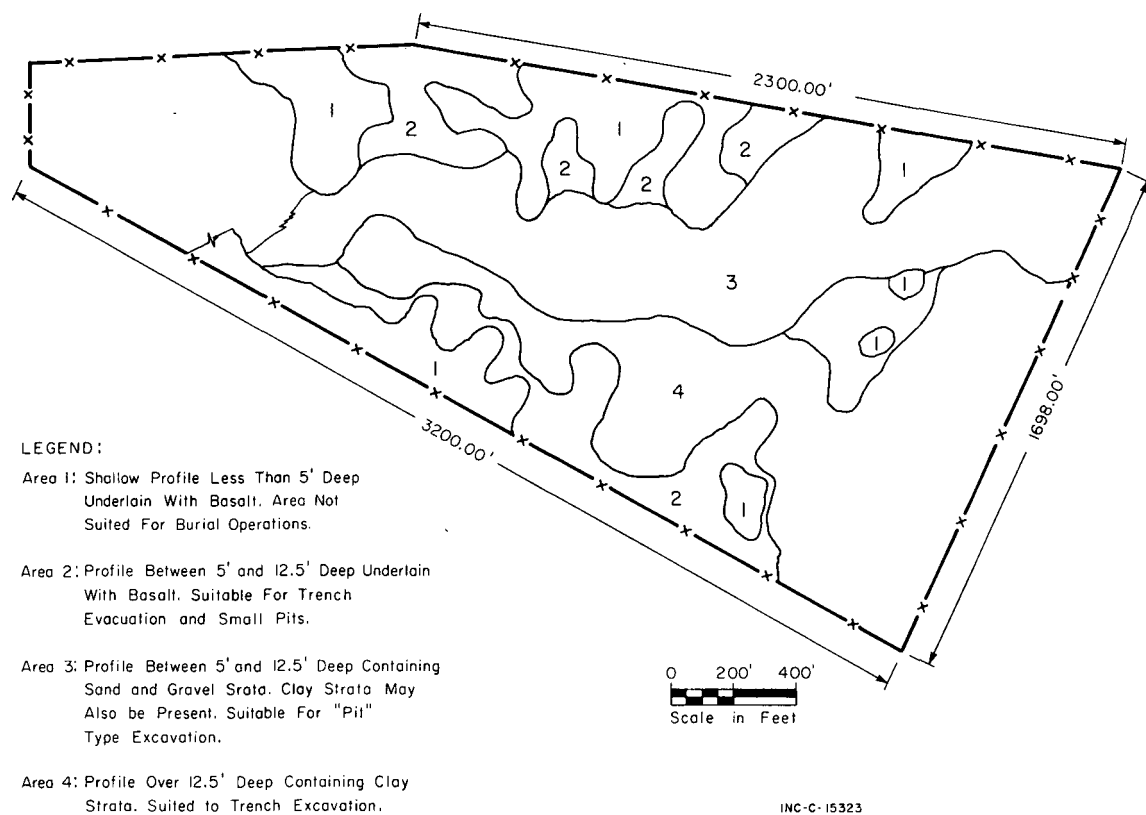 2300.00'
1
2
1
2
2
2
1
3
1
1
1
4
2
1
3200.00'
1698.00'
LEGEND:
Area 1: Shallow Profile Less Than 5' Deep
Underlain With Basalt. Area Not
Suited For Burial Operations.
Area 2: Profile Between 5' and 12.5' Deep Underlain
With Basalt. Suitable For Trench
Evacuation and Small Pits.
Area 3: Profile Between 5' and 12.5' Deep Containing
Sand and Gravel Srata. Clay Strata May
Also be Present. Suitable For "Pit"
Type Excavation.
Area 4: Profile Over 12.5' Deep Containing Clay
Strata. Suited to Trench Excavation.
0 200' 400'
Scale in Feet
INC-C-15323